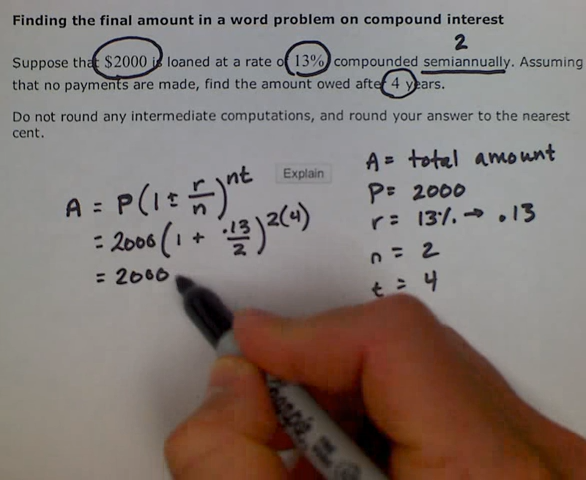 Finding the final amount in a word problem on compound interest
2
Suppose that $2000 is loaned at a rate of 13% compounded semiannually. Assuming
that no payments are made, find the amount owed after 4 years.
Do not round any intermediate computations, and round your answer to the nearest
cent.
Explain
A = P(1 ± r/n)^nt
= 2000(1 + .13/2)^2(4)
= 2000
A = total amount
P = 2000
r = 13% → .13
n = 2
t = 4
Sharpie